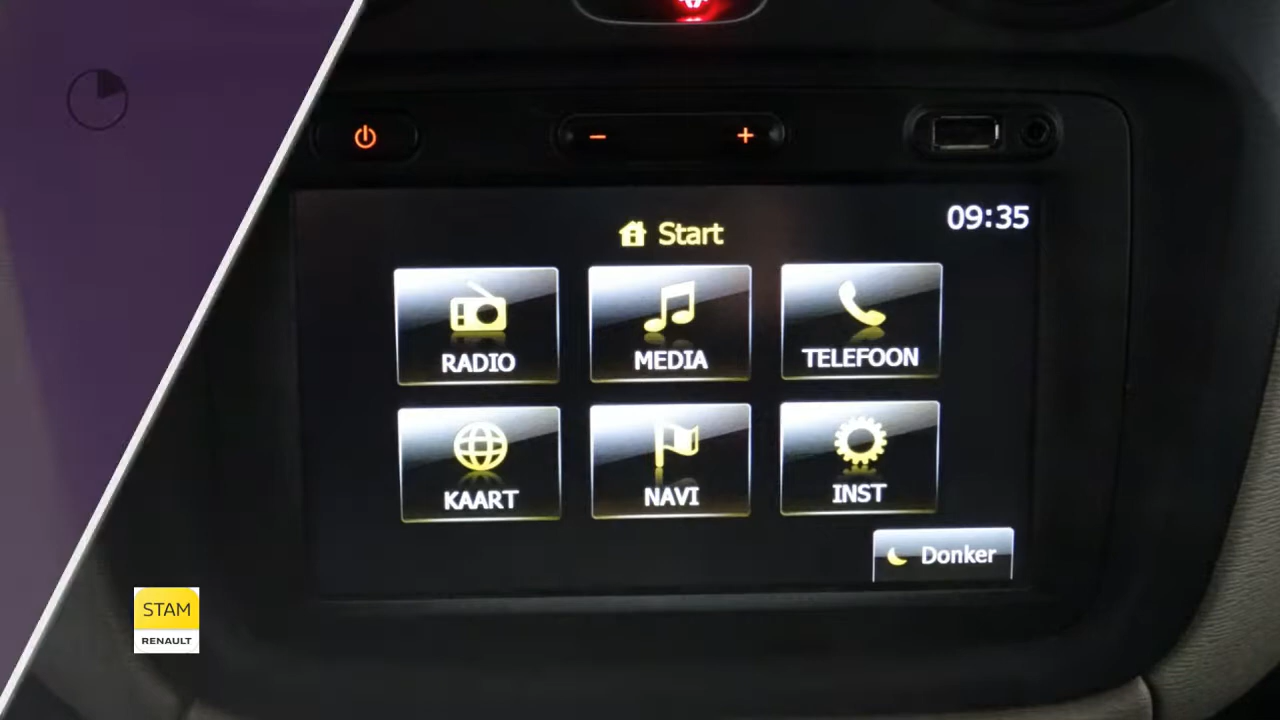 09:35
Start
RADIO
MEDIA
TELEFOON
KAART
NAVI
INST
Donker
STAM
RENAULT